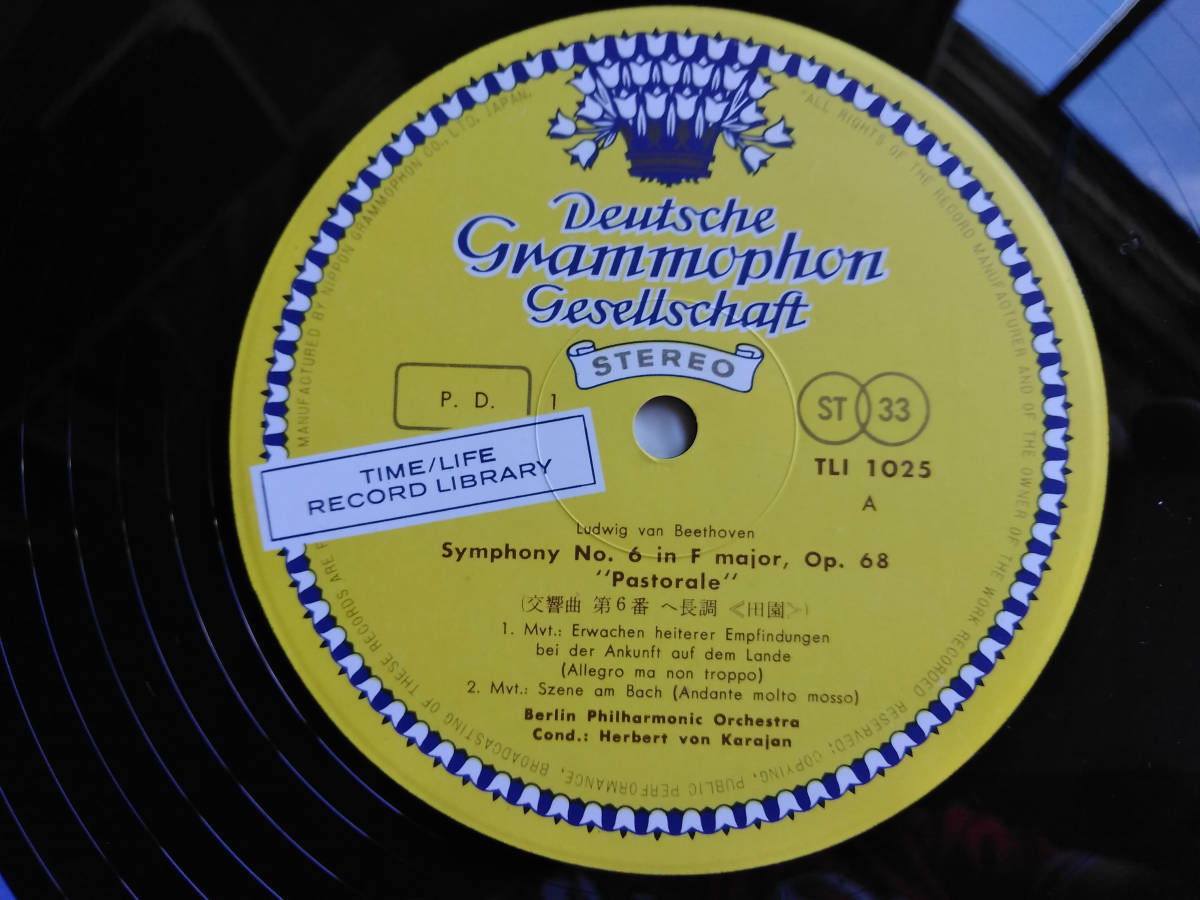 Deutsche
Grammophon
Gesellschaft
STEREO
P. D. 1
ST 33
TIME/LIFE
RECORD LIBRARY
TLI 1025
A
Ludwig van Beethoven
Symphony No. 6 in F major, Op. 68
"Pastorale"
(交響曲 第6番 ヘ長調 《田園》)
1. Mvt.: Erwachen heiterer Empfindungen
bei der Ankunft auf dem Lande
(Allegro ma non troppo)
2. Mvt.: Szene am Bach (Andante molto mosso)
Berlin Philharmonic Orchestra
Cond.: Herbert von Karajan
"ALL RIGHTS OF THE RECORD MANUFACTURER AND OF THE OWNER OF THE WORK RECORDED RESERVED; COPYING, PUBLIC PERFORMANCE, BROADCASTING OF THESE RECORDS ARE
MANUFACTURED BY NIPPON GRAMMOPHON CO., LTD. JAPAN.